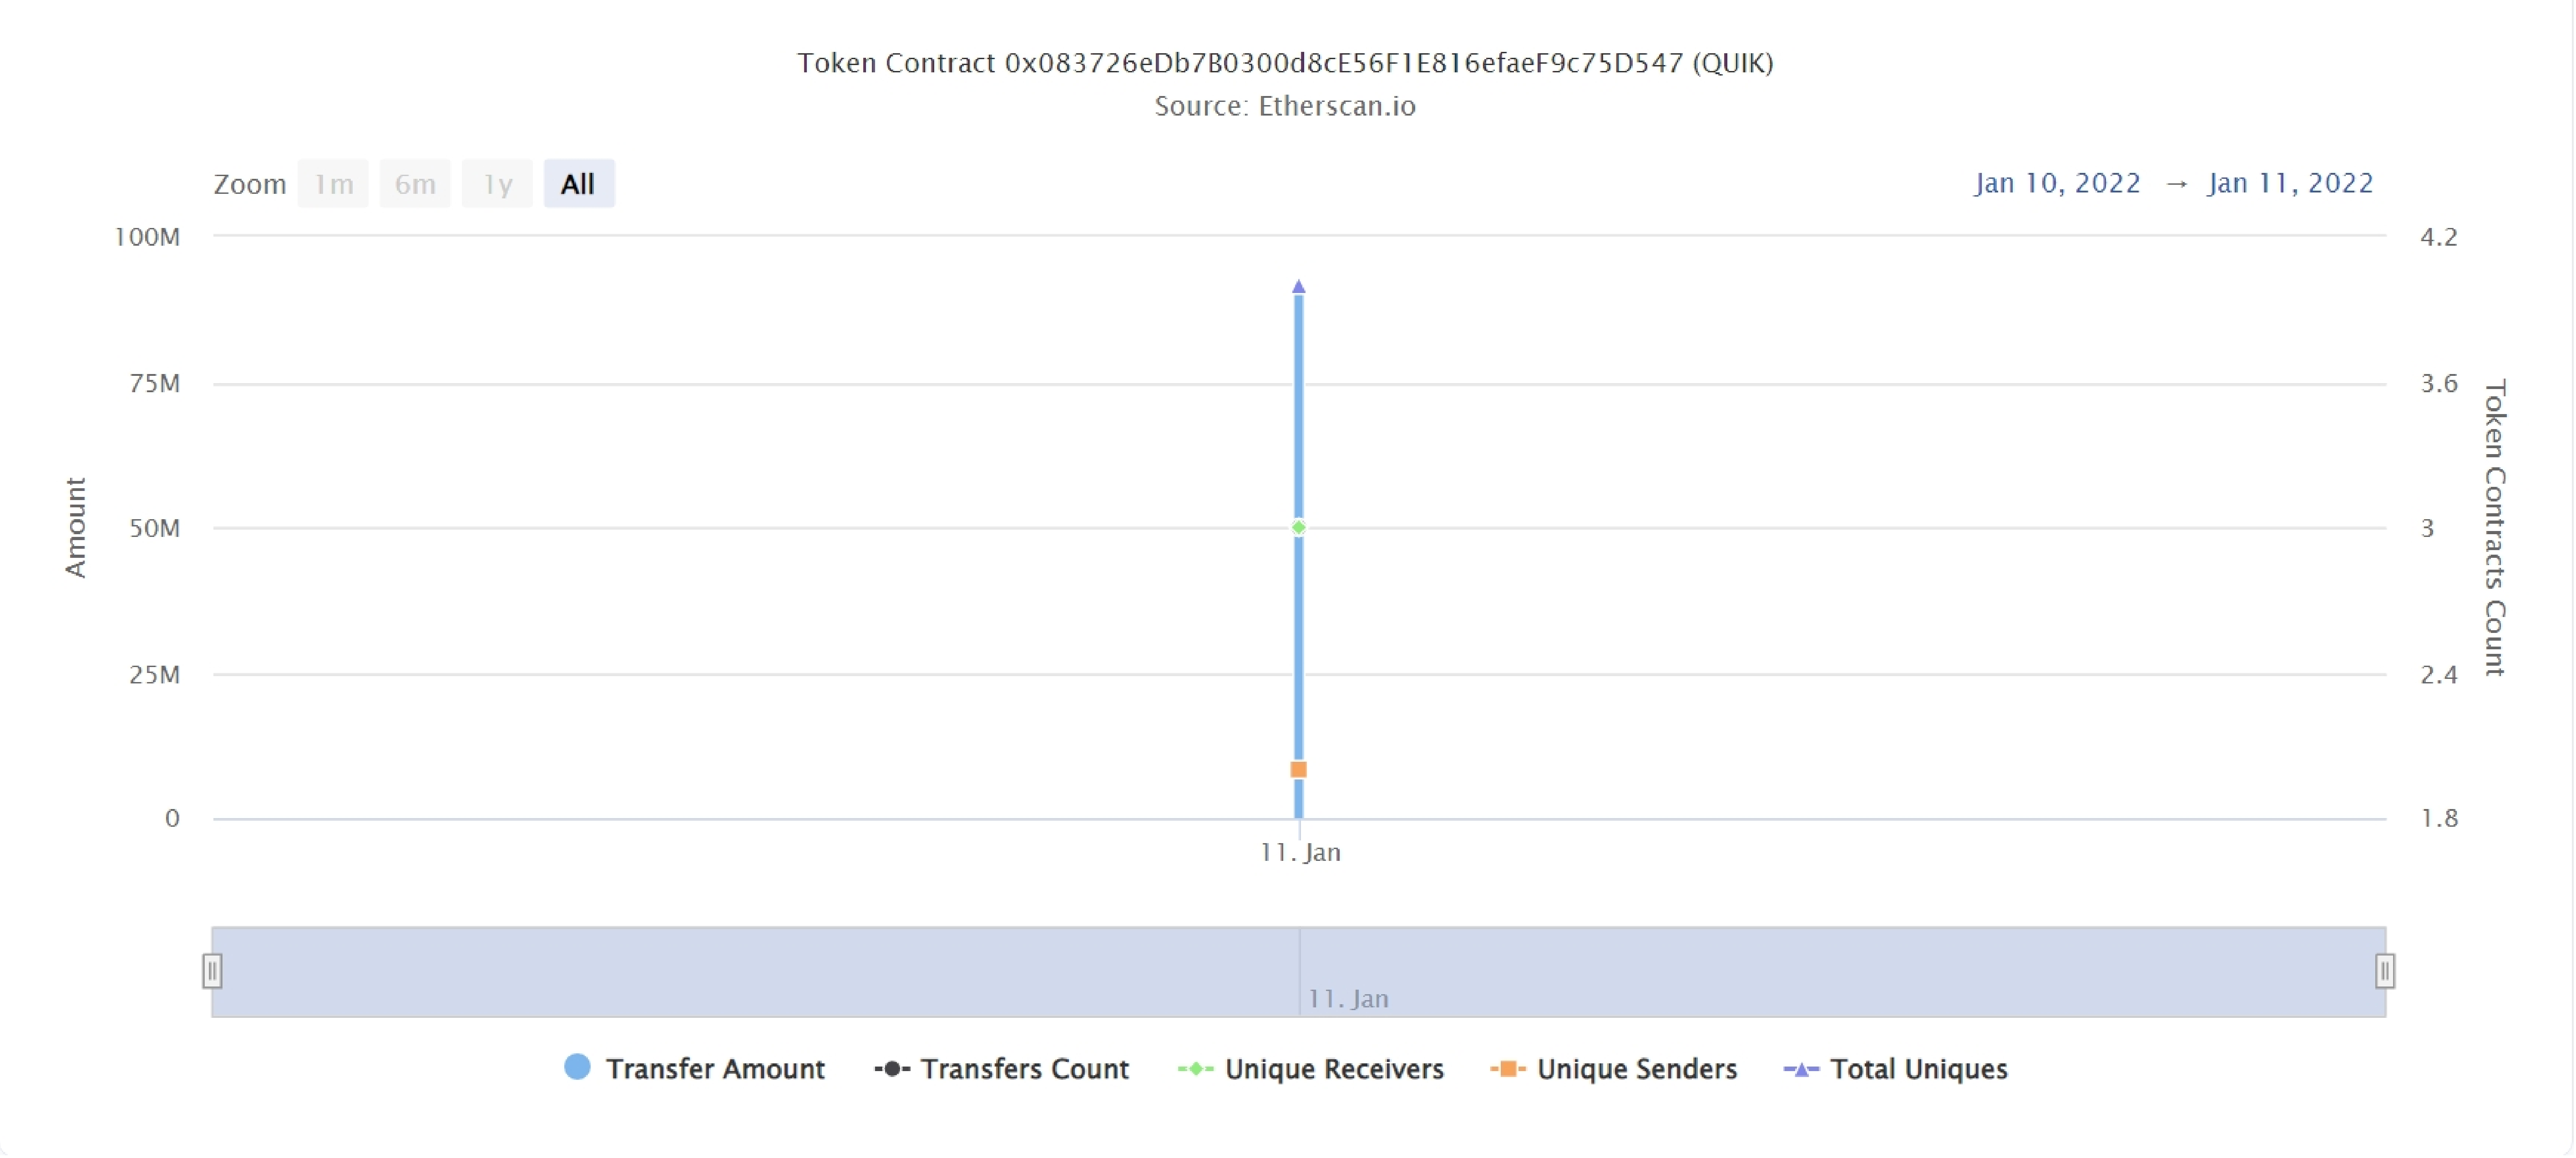 Token Contract 0x083726eDb7B0300d8cE56F1E816efaeF9c75D547 (QUIK)
Source: Etherscan.io
Zoom 1m 6m 1y All
Jan 10, 2022 → Jan 11, 2022
100M
75M
50M
25M
0
Amount
4.2
3.6
3
2.4
1.8
Token Contracts Count
11. Jan
11. Jan
Transfer Amount Transfers Count Unique Receivers Unique Senders Total Uniques